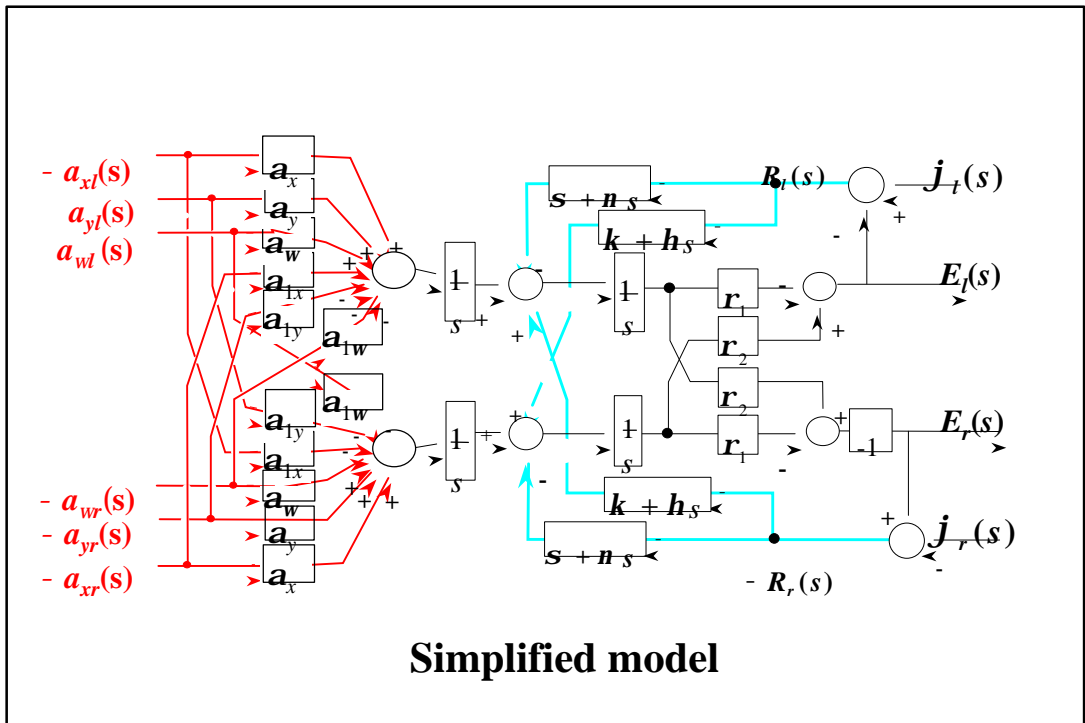 - a_xl(s)
a_yl(s)
a_wl(s)
a_x
a_y
a_w
a_1x
a_1y
a_1w
a_1w
a_1y
a_1x
a_w
a_y
a_x
- a_wr(s)
- a_yr(s)
- a_xr(s)
1
s
1
s
s + n s
k + h s
1
s
1
s
k + h s
s + n s
r_1
r_2
r_2
r_1
-1
R_l(s)
- R_r(s)
j_l(s)
E_l(s)
E_r(s)
j_r(s)
Simplified model